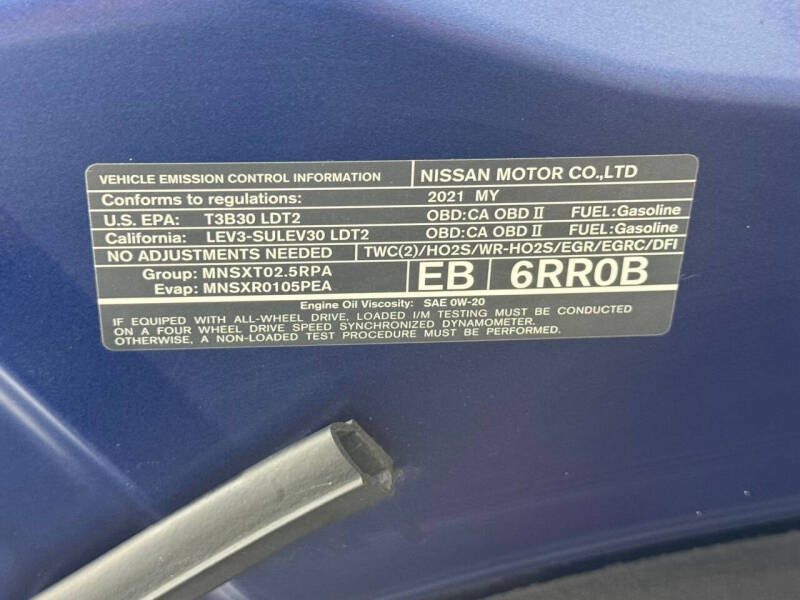 VEHICLE EMISSION CONTROL INFORMATION NISSAN MOTOR CO.,LTD
Conforms to regulations: 2021 MY
U.S. EPA: T3B30 LDT2 OBD:CA OBD II FUEL:Gasoline
California: LEV3-SULEV30 LDT2 OBD:CA OBD II FUEL:Gasoline
NO ADJUSTMENTS NEEDED TWC(2)/HO2S/WR-HO2S/EGR/EGRC/DFI
Group: MNSXT02.5RPA EB 6RR0B
Evap: MNSXR0105PEA
Engine Oil Viscosity: SAE 0W-20
IF EQUIPED WITH ALL-WHEEL DRIVE, LOADED I/M TESTING MUST BE CONDUCTED
ON A FOUR WHEEL DRIVE SPEED SYNCHRONIZED DYNAMOMETER.
OTHERWISE, A NON-LOADED TEST PROCEDURE MUST BE PERFORMED.